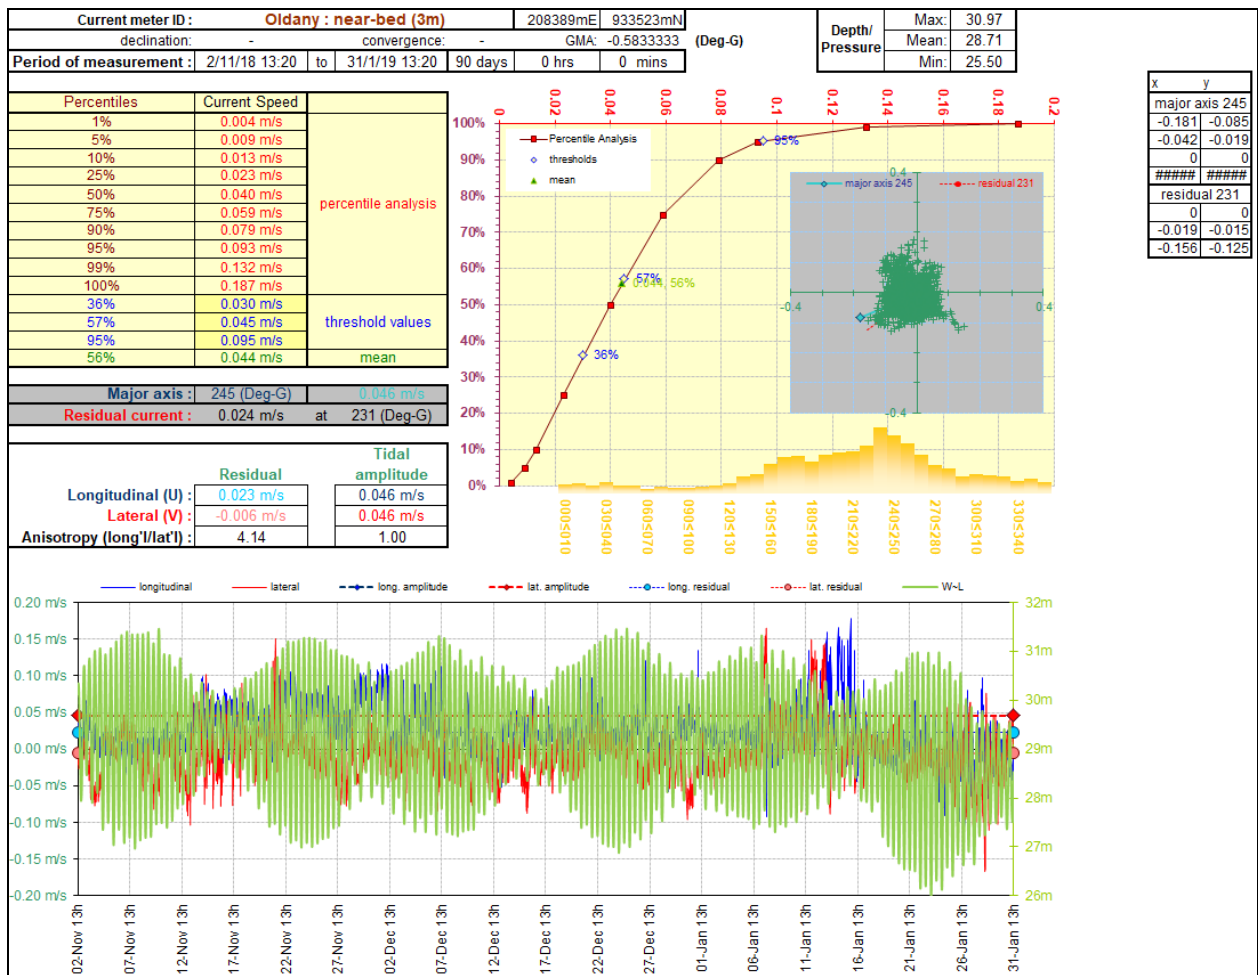 Current meter ID : Oldany : near-bed (3m) 208389mE 933523mN
declination: - convergence: - GMA: -0.5833333 (Deg-G)
Period of measurement : 2/11/18 13:20 to 31/1/19 13:20 90 days 0 hrs 0 mins
Depth/ Pressure
Max: 30.97
Mean: 28.71
Min: 25.50
x y
major axis 245
-0.181 -0.085
-0.042 -0.019
0 0
##### #####
residual 231
0 0
-0.019 -0.015
-0.156 -0.125
Percentiles Current Speed
1% 0.004 m/s
5% 0.009 m/s
10% 0.013 m/s
25% 0.023 m/s
50% 0.040 m/s
75% 0.059 m/s
90% 0.079 m/s
95% 0.093 m/s
99% 0.132 m/s
100% 0.187 m/s
percentile analysis
36% 0.030 m/s
57% 0.045 m/s
95% 0.095 m/s
threshold values
56% 0.044 m/s mean
Major axis : 245 (Deg-G) 0.046 m/s
Residual current : 0.024 m/s at 231 (Deg-G)
Residual Tidal amplitude
Longitudinal (U) : 0.023 m/s 0.046 m/s
Lateral (V) : -0.006 m/s 0.046 m/s
Anisotropy (long'l/lat'l) : 4.14 1.00
0 0.02 0.04 0.06 0.08 0.1 0.12 0.14 0.16 0.18 0.2
100%
90%
80%
70%
60%
50%
40%
30%
20%
10%
0%
Percentile Analysis
thresholds
mean
95%
57%
0.044, 56%
36%
0.4
major axis 245 residual 231
-0.4 0.4
-0.4
000≤010 030≤040 060≤070 090≤100 120≤130 150≤160 180≤190 210≤220 240≤250 270≤280 300≤310 330≤340
longitudinal lateral long. amplitude lat. amplitude long. residual lat. residual W~L
0.20 m/s
0.15 m/s
0.10 m/s
0.05 m/s
0.00 m/s
-0.05 m/s
-0.10 m/s
-0.15 m/s
-0.20 m/s
32m
31m
30m
29m
28m
27m
26m
02-Nov 13h 07-Nov 13h 12-Nov 13h 17-Nov 13h 22-Nov 13h 27-Nov 13h 02-Dec 13h 07-Dec 13h 12-Dec 13h 17-Dec 13h 22-Dec 13h 27-Dec 13h 01-Jan 13h 06-Jan 13h 11-Jan 13h 16-Jan 13h 21-Jan 13h 26-Jan 13h 31-Jan 13h